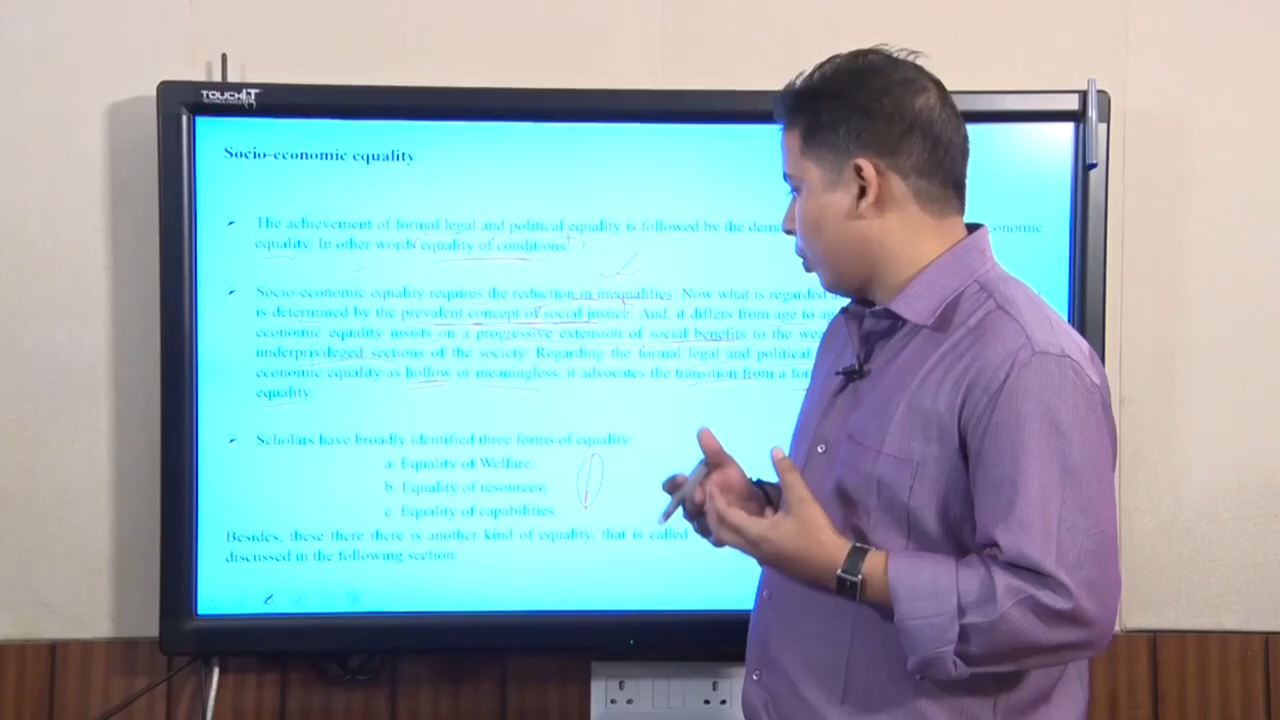 TOUCHIT
TECHNOLOGIES
Socio-economic equality
The achievement of formal legal and political equality is followed by the
equality. In other words equality of conditions.
Socio-economic equality requires the reduction in inequalities. Now what is regarded
is determined by the prevalent concept of social justice. And, it differs from age to
economic equality insists on a progressive extension of social benefits to the
underprivileged sections of the society. Regarding the formal legal and political
economic equality as hollow or meaningless, it advocates the transition from a
equality.
Scholars have broadly identified three forms of equality
a. Equality of Welfare;
b. Equality of resources;
c. Equality of capabilities.
Besides, these there there is another kind of equality, that is called
discussed in the following section.